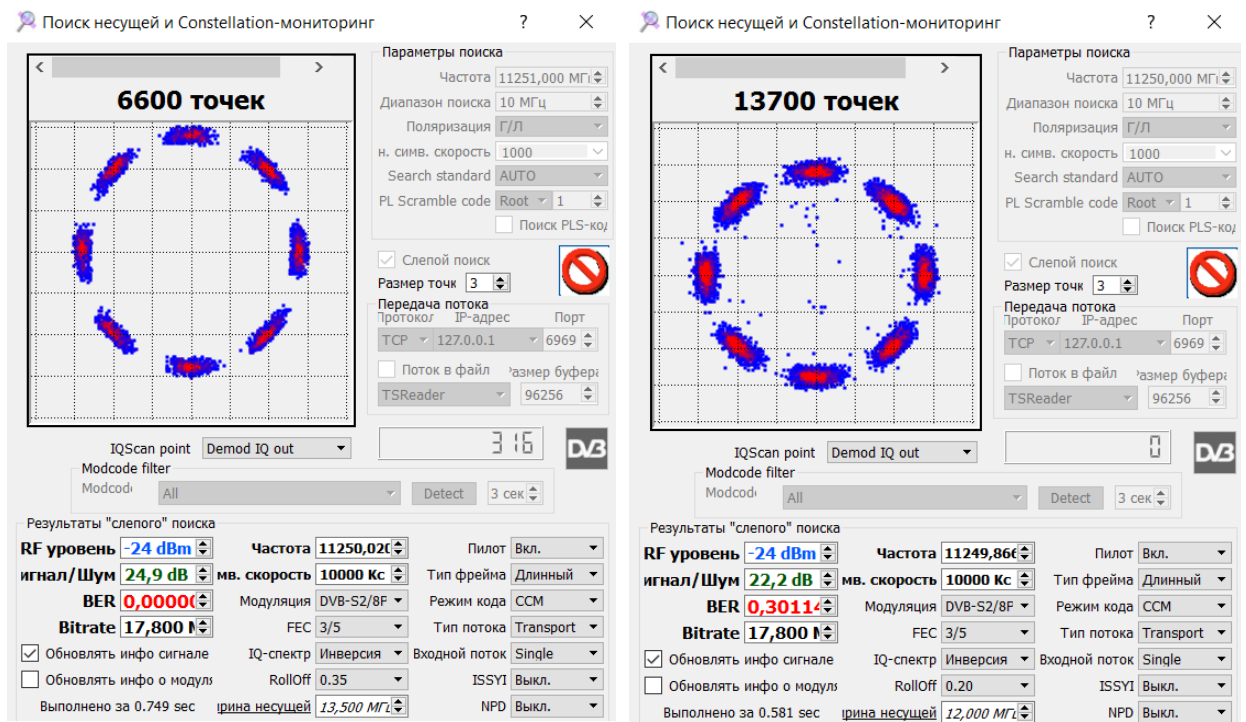 Поиск несущей и Constellation-мониторинг ? ×
6600 точек
Параметры поиска
Частота 11251,000 МГ
Диапазон поиска 10 МГц
Поляризация Г/Л
н. симв. скорость 1000
Search standard AUTO
PL Scramble code Root 1
Поиск PLS-ко
Слепой поиск
Размер точк 3
Передача потока
Протокол IP-адрес Порт
TCP 127.0.0.1 6969
Поток в файл азмер буфера
TSReader 96256
316
DVB
IQScan point Demod IQ out
Modcode filter
Modcod All Detect 3 сек
Результаты "слепого" поиска
RF уровень -24 dBm Частота 11250,020 Пилот Вкл.
игнал/Шум 24,9 dB мв. скорость 10000 Кс Тип фрейма Длинный
BER 0,0000 Модуляция DVB-S2/8P Режим кода CCM
Bitrate 17,800 FEC 3/5 Тип потока Transport
Обновлять инфо сигнале IQ-спектр Инверсия Входной поток Single
Обновлять инфо о модуля RollOff 0.35 ISSYI Выкл.
Выполнено за 0.749 sec ирина несущей 13,500 МГц NPD Выкл.
Поиск несущей и Constellation-мониторинг ? ×
13700 точек
Параметры поиска
Частота 11250,000 МГ
Диапазон поиска 10 МГц
Поляризация Г/Л
н. симв. скорость 1000
Search standard AUTO
PL Scramble code Root 1
Поиск PLS-ко
Слепой поиск
Размер точк 3
Передача потока
Протокол IP-адрес Порт
TCP 127.0.0.1 6969
Поток в файл азмер буфера
TSReader 96256
0
DVB
IQScan point Demod IQ out
Modcode filter
Modcod All Detect 3 сек
Результаты "слепого" поиска
RF уровень -24 dBm Частота 11249,866 Пилот Вкл.
игнал/Шум 22,2 dB мв. скорость 10000 Кс Тип фрейма Длинный
BER 0,30114 Модуляция DVB-S2/8P Режим кода CCM
Bitrate 17,800 FEC 3/5 Тип потока Transport
Обновлять инфо сигнале IQ-спектр Инверсия Входной поток Single
Обновлять инфо о модуля RollOff 0.20 ISSYI Выкл.
Выполнено за 0.581 sec ирина несущей 12,000 МГц NPD Выкл.